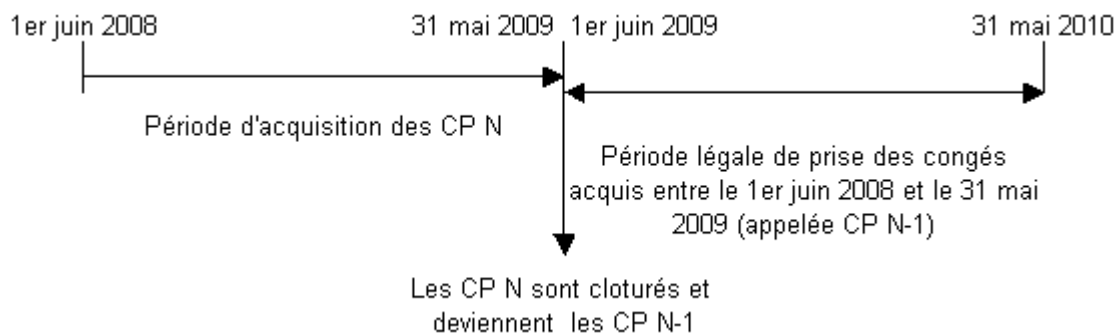 1er juin 2008
31 mai 2009
1er juin 2009
31 mai 2010
Période d'acquisition des CP N
Période légale de prise des congés
acquis entre le 1er juin 2008 et le 31 mai
2009 (appelée CP N-1)
Les CP N sont cloturés et
deviennent les CP N-1